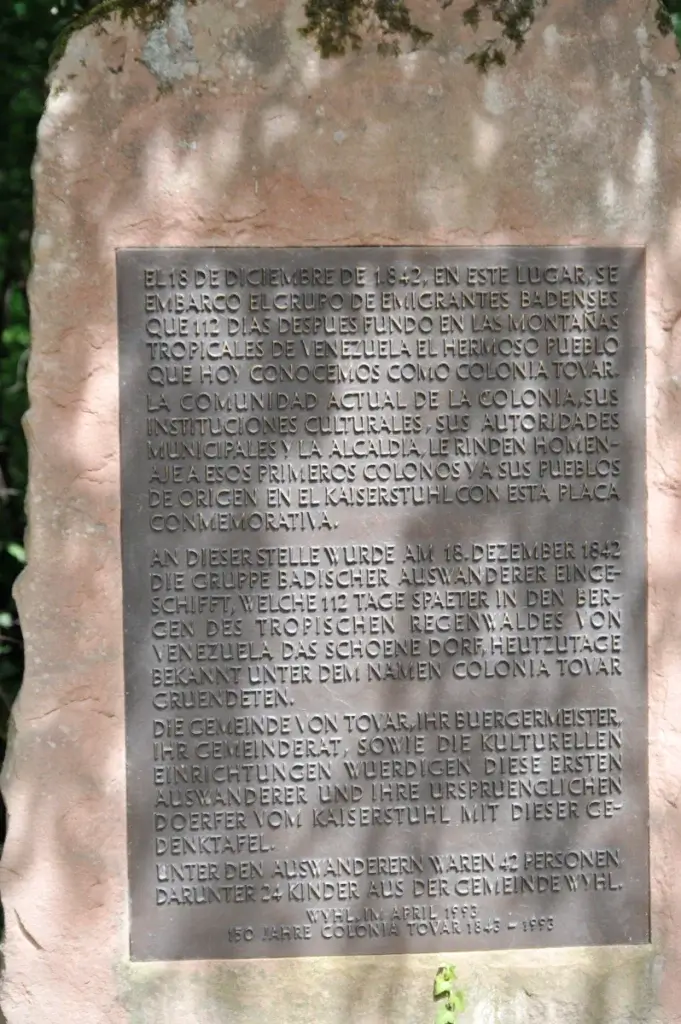 EL 18 DE DICIEMBRE DE 1.842, EN ESTE LUGAR, SE
EMBARCO EL GRUPO DE EMIGRANTES BADENSES
QUE 112 DIAS DESPUES FUNDO EN LAS MONTAÑAS
TROPICALES DE VENEZUELA EL HERMOSO PUEBLO
QUE HOY CONOCEMOS COMO COLONIA TOVAR.
LA COMUNIDAD ACTUAL DE LA COLONIA, SUS
INSTITUCIONES CULTURALES, SUS AUTORIDADES
MUNICIPALES Y LA ALCALDIA, LE RINDEN HOMEN-
AJE A ESOS PRIMEROS COLONOS Y A SUS PUEBLOS
DE ORIGEN EN EL KAISERSTUHL CON ESTA PLACA
CONMEMORATIVA.
AN DIESER STELLE WURDE AM 18. DEZEMBER 1842
DIE GRUPPE BADISCHER AUSWANDERER EINGE-
SCHIFFT, WELCHE 112 TAGE SPAETER IN DEN BER-
GEN DES TROPISCHEN REGENWALDES VON
VENEZUELA DAS SCHOENE DORF, HEUTZUTAGE
BEKANNT UNTER DEM NAMEN COLONIA TOVAR
GRUENDETEN.
DIE GEMEINDE VON TOVAR, IHR BUERGERMEISTER,
IHR GEMEINDERAT, SOWIE DIE KULTURELLEN
EINRICHTUNGEN WUERDIGEN DIESE ERSTEN
AUSWANDERER UND IHRE URSPRUENGLICHEN
DOERFER VOM KAISERSTUHL MIT DIESER GE-
DENKTAFEL.
UNTER DEN AUSWANDERERN WAREN 42 PERSONEN
DARUNTER 24 KINDER AUS DER GEMEINDE WYHL.
WYHL, IM APRIL 1993
150 JAHRE COLONIA TOVAR 1843 - 1993